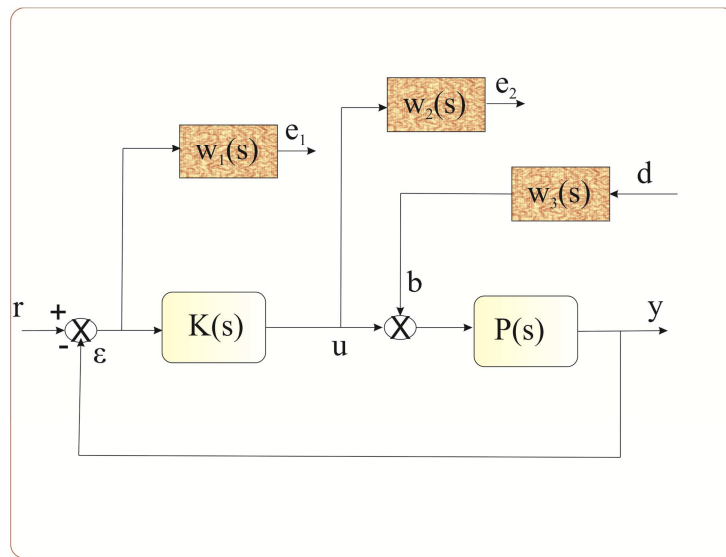 w₂(s)
e₂
w₁(s)
e₁
w₃(s)
d
b
r
+
-
ε
K(s)
u
P(s)
y
X
X